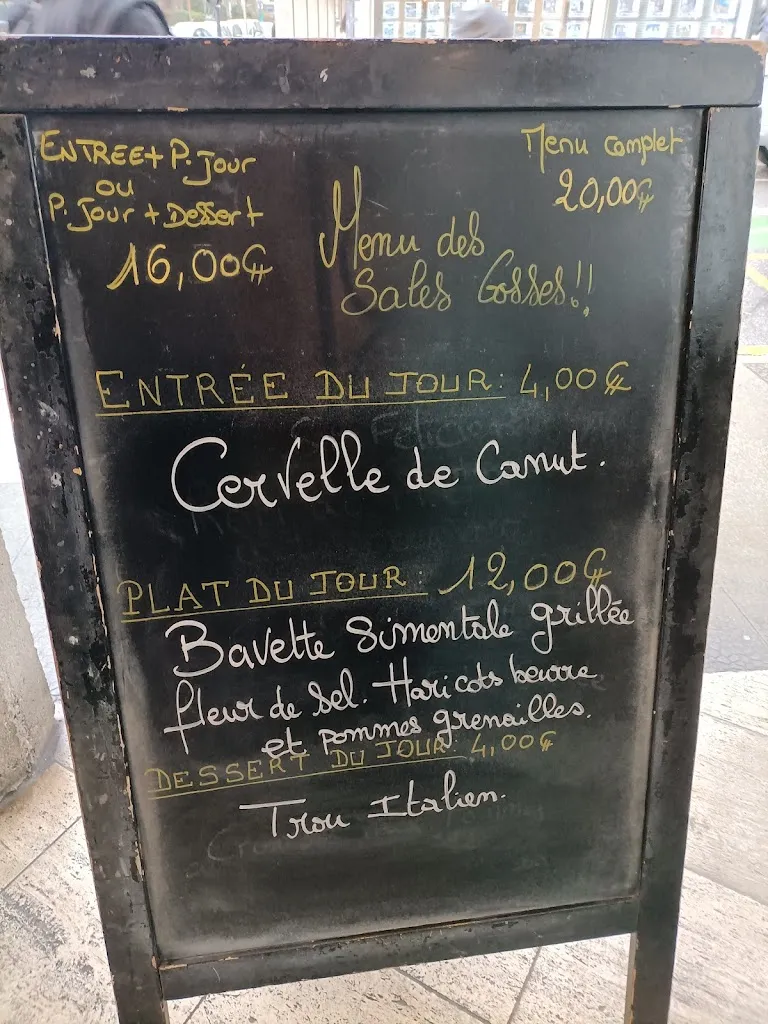 ENTREE + P. Jour
ou
P. Jour + Dessert
16,00€
Menu complet
20,00€
Menu des
Sales Gosses!!
ENTRÉE DU JOUR: 4,00€
Cervelle de Canut.
PLAT DU JOUR: 12,00€
Bavette Simentale grillée
fleur de sel. Haricots beurre
et pommes grenailles.
DESSERT DU JOUR: 4,00€
Trou Italien.